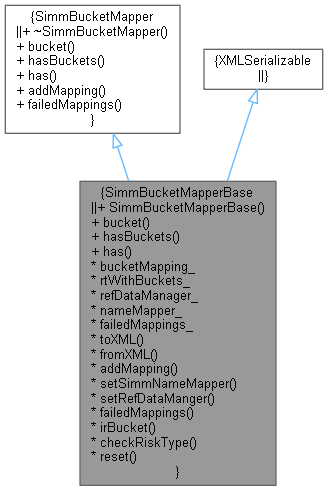 {SimmBucketMapper
||+ ~SimmBucketMapper()
+ bucket()
+ hasBuckets()
+ has()
+ addMapping()
+ failedMappings()
}
{XMLSerializable
||}
{SimmBucketMapperBase
||+ SimmBucketMapperBase()
+ bucket()
+ hasBuckets()
+ has()
* bucketMapping_
* rtWithBuckets_
* refDataManager_
* nameMapper_
* failedMappings_
* toXML()
* fromXML()
* addMapping()
* setSimmNameMapper()
* setRefDataManger()
* failedMappings()
* irBucket()
* checkRiskType()
* reset()
}